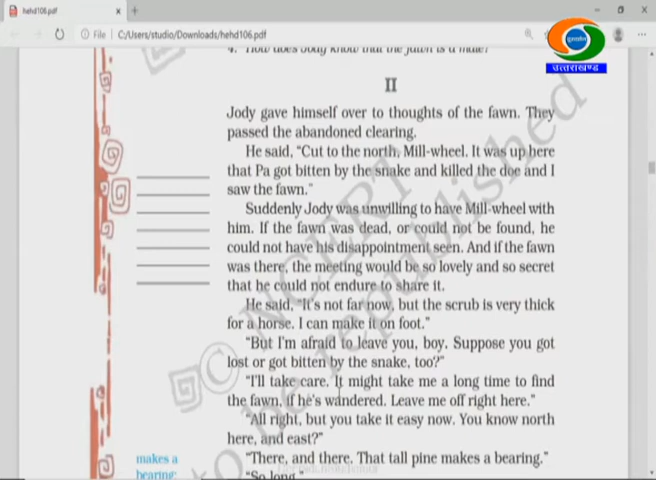 hehd106.pdf
File | C:/Users/studio/Downloads/hehd106.pdf
4. How does Jody know that the fawn is a male?
उत्तराखण्ड
II
Jody gave himself over to thoughts of the fawn. They
passed the abandoned clearing.
He said, “Cut to the north, Mill-wheel. It was up here
that Pa got bitten by the snake and killed the doe and I
saw the fawn.”
Suddenly Jody was unwilling to have Mill-wheel with
him. If the fawn was dead, or could not be found, he
could not have his disappointment seen. And if the fawn
was there, the meeting would be so lovely and so secret
that he could not endure to share it.
He said, “It's not far now, but the scrub is very thick
for a horse. I can make it on foot.”
“But I'm afraid to leave you, boy. Suppose you got
lost or got bitten by the snake, too?”
“I'll take care. It might take me a long time to find
the fawn, if he's wandered. Leave me off right here.”
“All right, but you take it easy now. You know north
here, and east?”
“There, and there. That tall pine makes a bearing.”
“So long.”
makes a
bearing:
© NCERT
to be republished